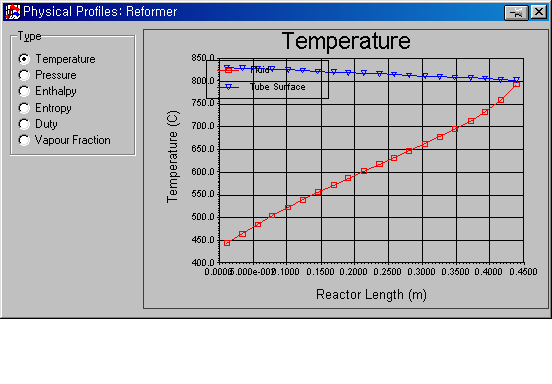 Physical Profiles: Reformer
Type
Temperature
Pressure
Enthalpy
Entropy
Duty
Vapour Fraction
Temperature
Fluid
Tube Surface
Temperature (C)
850.0
800.0
750.0
700.0
650.0
600.0
550.0
500.0
450.0
400.0
0.0000 5.000e-002 0.1000 0.1500 0.2000 0.2500 0.3000 0.3500 0.4000 0.4500
Reactor Length (m)